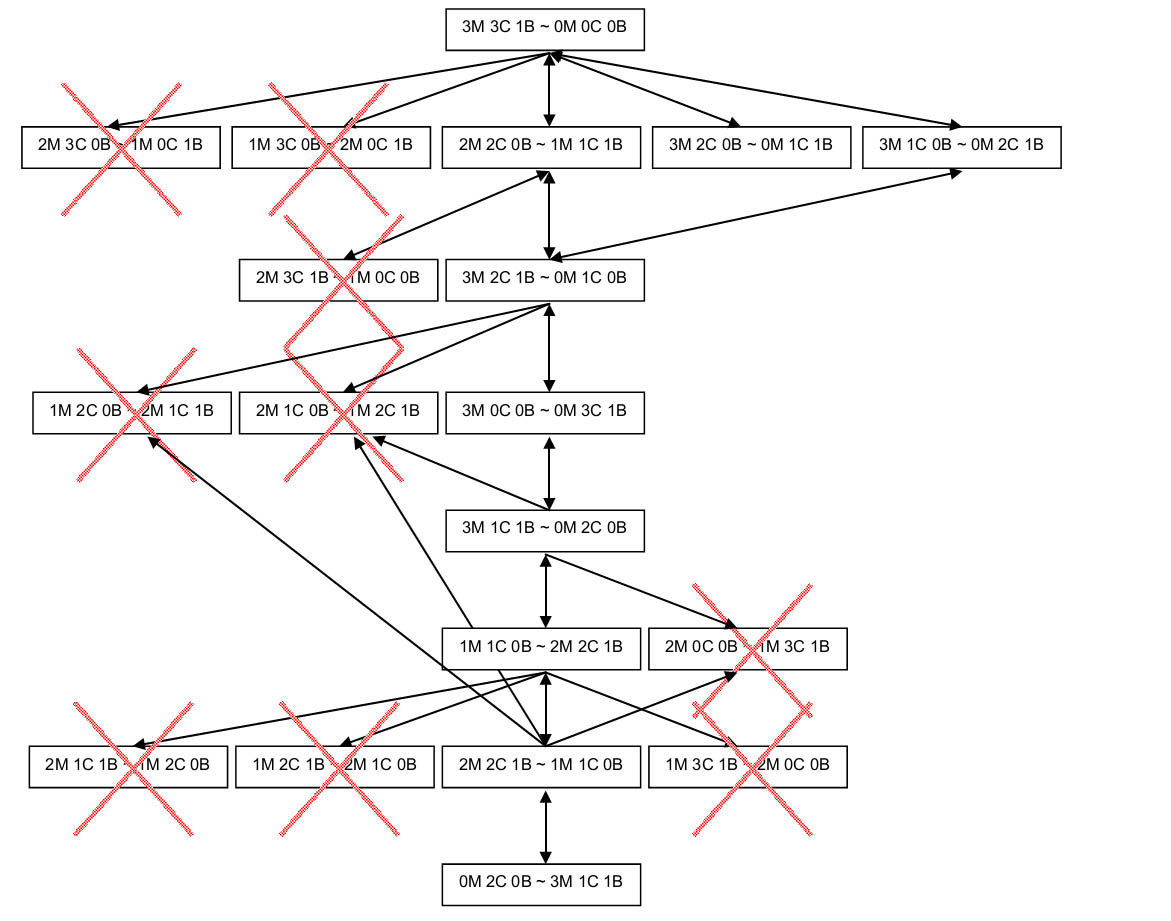 3M 3C 1B ~ 0M 0C 0B
2M 3C 0B ~ 1M 0C 1B
1M 3C 0B ~ 2M 0C 1B
2M 2C 0B ~ 1M 1C 1B
3M 2C 0B ~ 0M 1C 1B
3M 1C 0B ~ 0M 2C 1B
2M 3C 1B ~ 1M 0C 0B
3M 2C 1B ~ 0M 1C 0B
1M 2C 0B ~ 2M 1C 1B
2M 1C 0B ~ 1M 2C 1B
3M 0C 0B ~ 0M 3C 1B
3M 1C 1B ~ 0M 2C 0B
1M 1C 0B ~ 2M 2C 1B
2M 0C 0B ~ 1M 3C 1B
2M 1C 1B ~ 1M 2C 0B
1M 2C 1B ~ 2M 1C 0B
2M 2C 1B ~ 1M 1C 0B
1M 3C 1B ~ 2M 0C 0B
0M 2C 0B ~ 3M 1C 1B